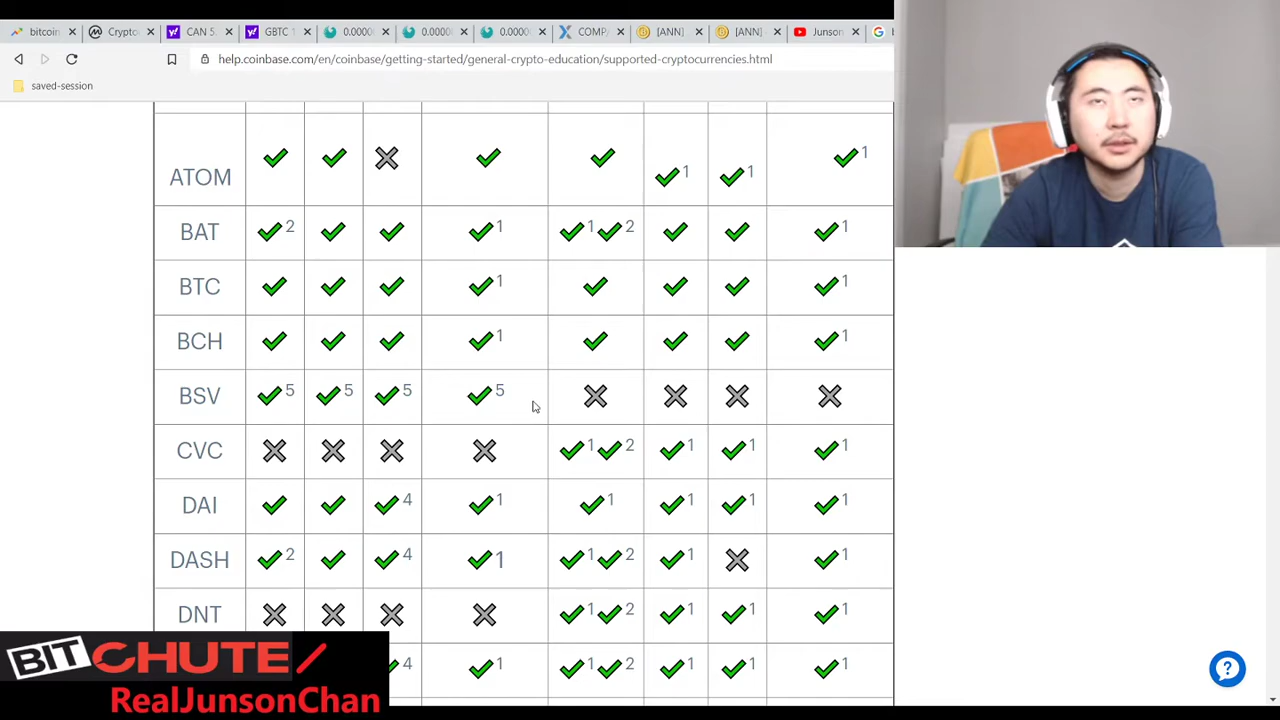 bitcoin
Crypto
CAN 5.
GBTC 1
0.0000
0.0000
0.0000
COMPA
[ANN]
[ANN]
Junson
help.coinbase.com/en/coinbase/getting-started/general-crypto-education/supported-cryptocurrencies.html
saved-session
ATOM 1 1 1
BAT 2 1 1 2 1
BTC 1 1
BCH 1 1
BSV 5 5 5 5
CVC 1 2 1 1 1
DAI 4 1 1 1 1 1
DASH 2 4 1 1 2 1 1
DNT 1 2 1 1 1
4 1 1 2 1 1 1
BITCHUTE/
RealJunsonChan
?